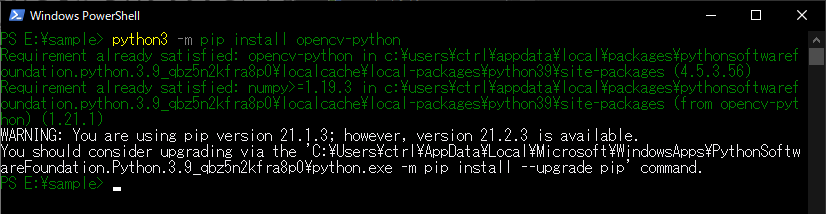 Windows PowerShell
PS E:¥sample> python3 -m pip install opencv-python
Requirement already satisfied: opencv-python in c:¥users¥ctrl¥appdata¥local¥packages¥pythonsoftwaref
oundation.python.3.9_qbz5n2kfra8p0¥localcache¥local-packages¥python39¥site-packages (4.5.3.56)
Requirement already satisfied: numpy>=1.19.3 in c:¥users¥ctrl¥appdata¥local¥packages¥pythonsoftwaref
oundation.python.3.9_qbz5n2kfra8p0¥localcache¥local-packages¥python39¥site-packages (from opencv-pyt
hon) (1.21.1)
WARNING: You are using pip version 21.1.3; however, version 21.2.3 is available.
You should consider upgrading via the 'C:¥Users¥ctrl¥AppData¥Local¥Microsoft¥WindowsApps¥PythonSoftw
areFoundation.Python.3.9_qbz5n2kfra8p0¥python.exe -m pip install --upgrade pip' command.
PS E:¥sample>